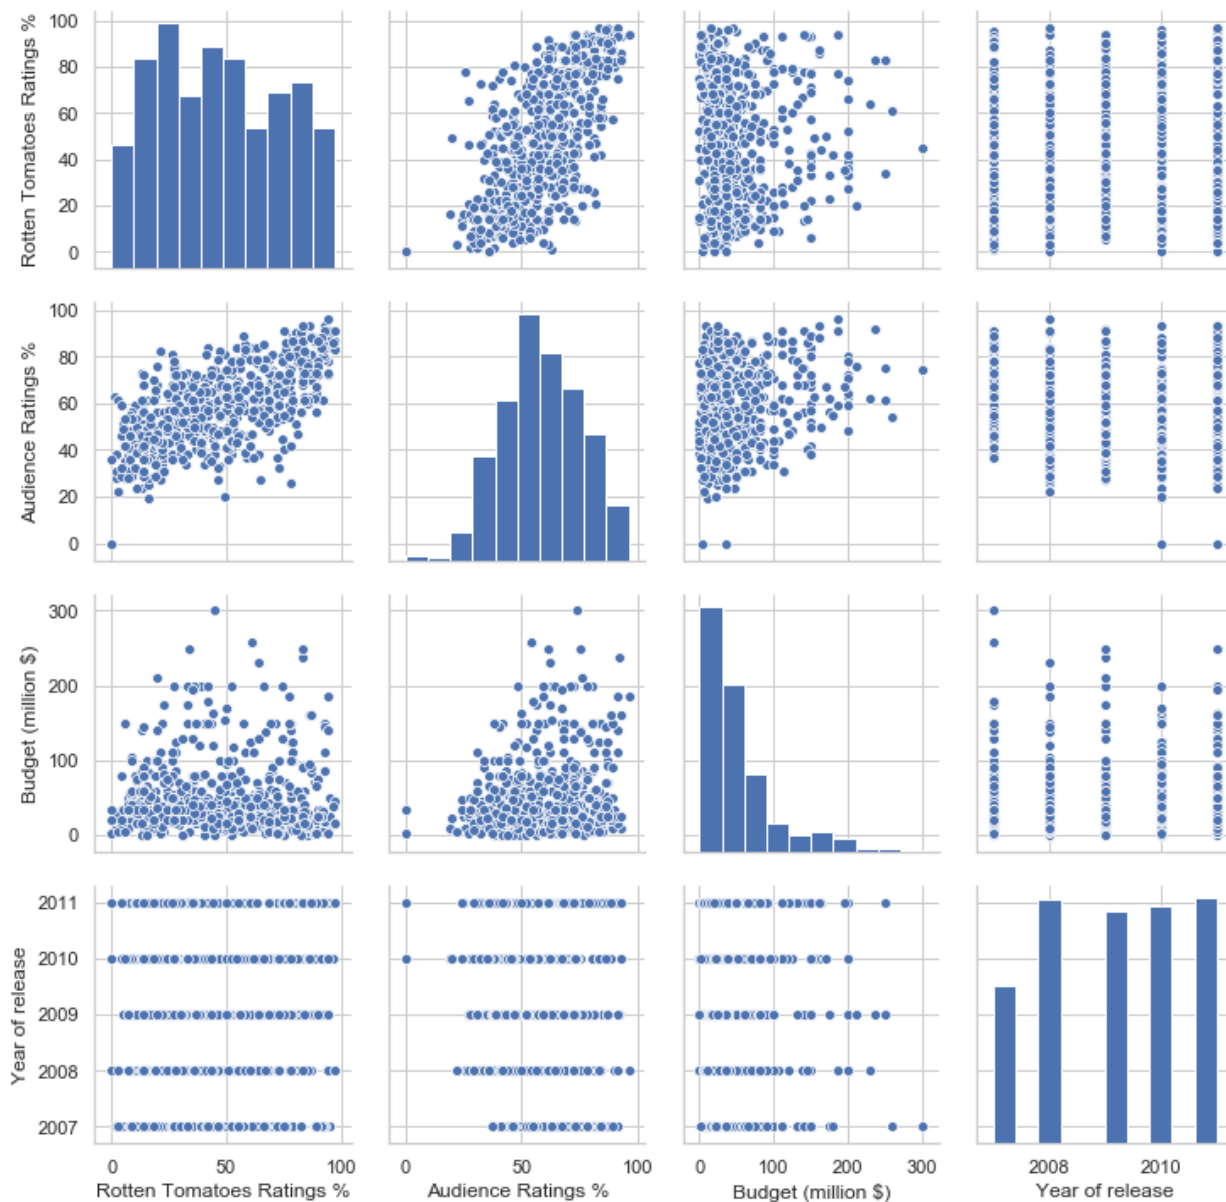 Rotten Tomatoes Ratings %
100
80
60
40
20
0
Audience Ratings %
100
80
60
40
20
0
Budget (million $)
300
200
100
0
Year of release
2011
2010
2009
2008
2007
0 50 100
Rotten Tomatoes Ratings %
0 50 100
Audience Ratings %
0 100 200 300
Budget (million $)
2008 2010
Year of release